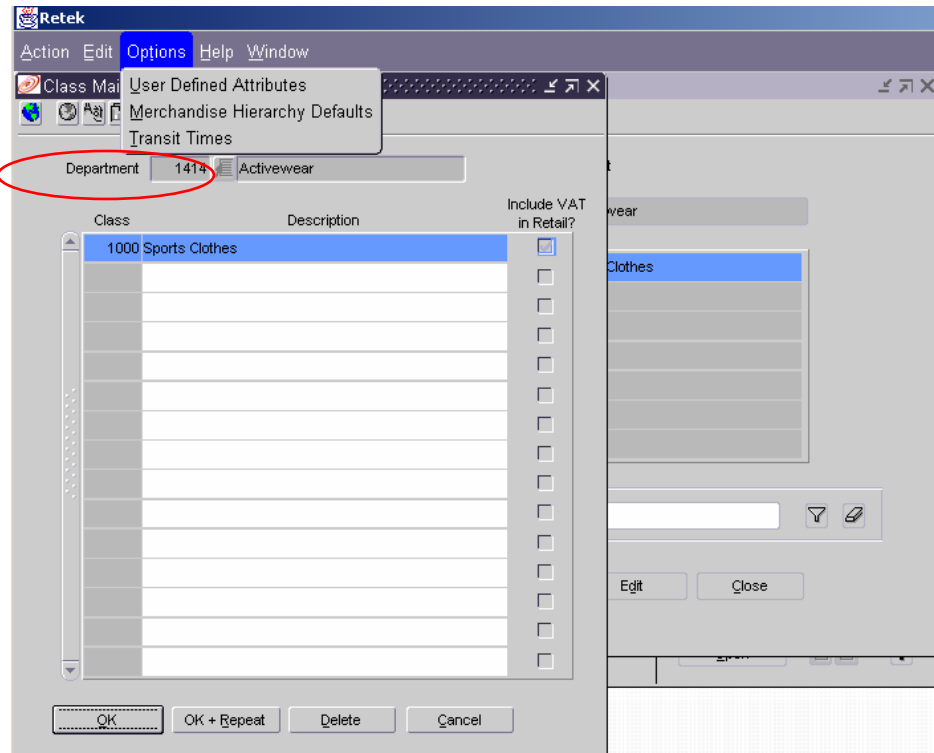 Retek
Action Edit Options Help Window
Class Mai
User Defined Attributes
Merchandise Hierarchy Defaults
Transit Times
Department 1414 Activewear
Class Description Include VAT in Retail?
1000 Sports Clothes
OK OK + Repeat Delete Cancel
wear
Clothes
Edit Close